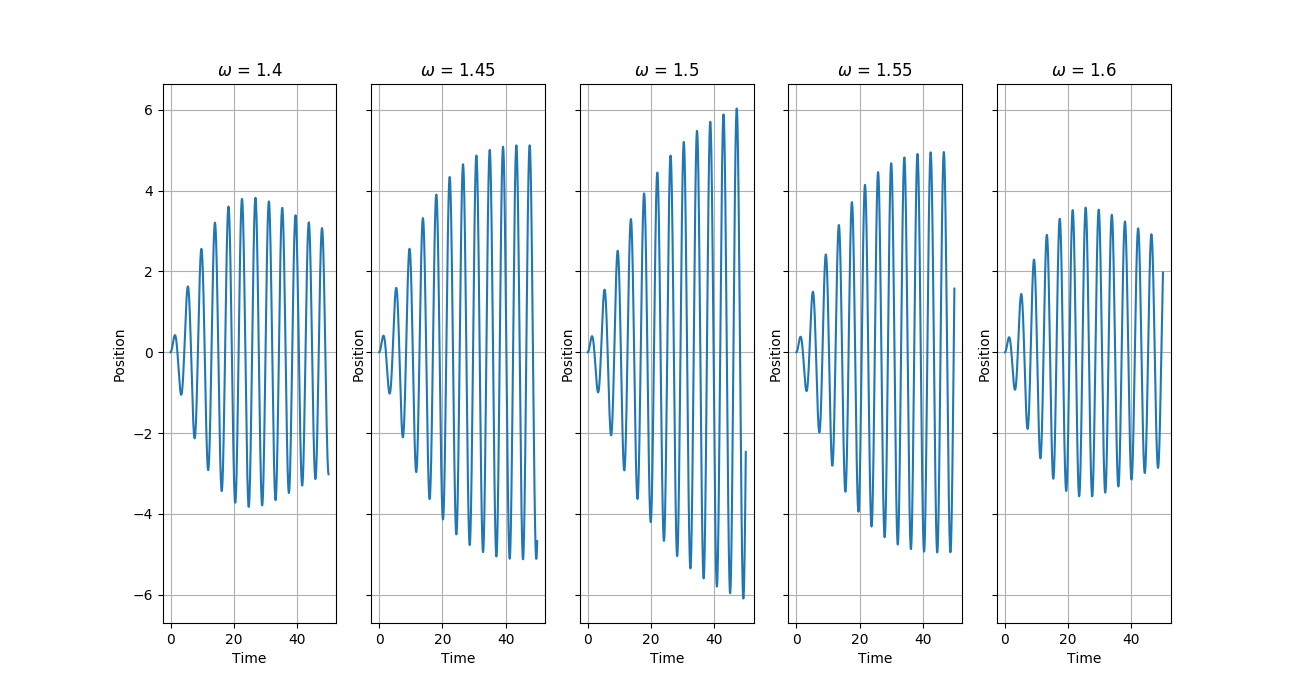 ω = 1.4
ω = 1.45
ω = 1.5
ω = 1.55
ω = 1.6
6
4
2
0
−2
−4
−6
Position
Position
Position
Position
Position
0 20 40
0 20 40
0 20 40
0 20 40
0 20 40
Time
Time
Time
Time
Time